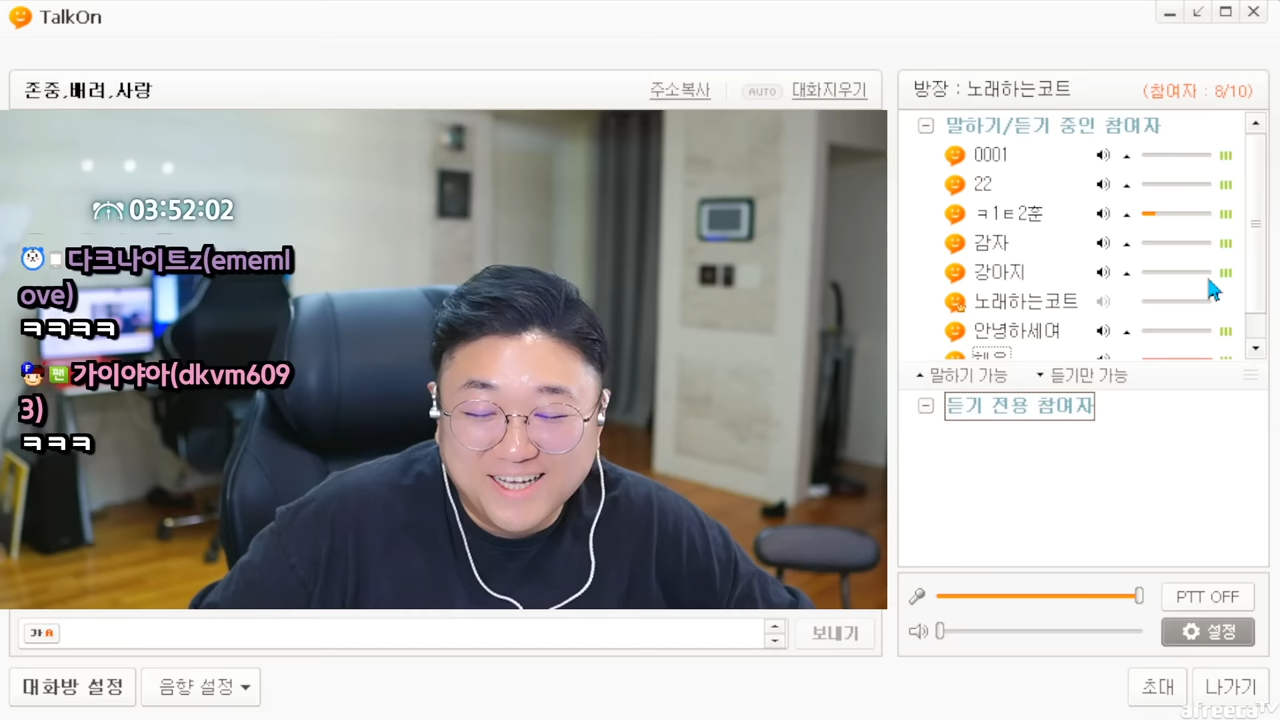 TalkOn
존중,배려,사랑
주소복사
AUTO
대화지우기
방장 : 노래하는코트
(참여자 : 8/10)
말하기/듣기 중인 참여자
0001
22
ㅋ1ㅌ2훈
감자
강아지
노래하는코트
안녕하세여
03:52:02
다크나이트z(ememl
ove)
ㅋㅋㅋㅋ
팬 가이야아(dkvm609
3)
ㅋㅋㅋ
말하기 가능
듣기만 가능
듣기 전용 참여자
가A
보내기
PTT OFF
설정
대화방 설정
음향 설정
초대
나가기
afreecaTV